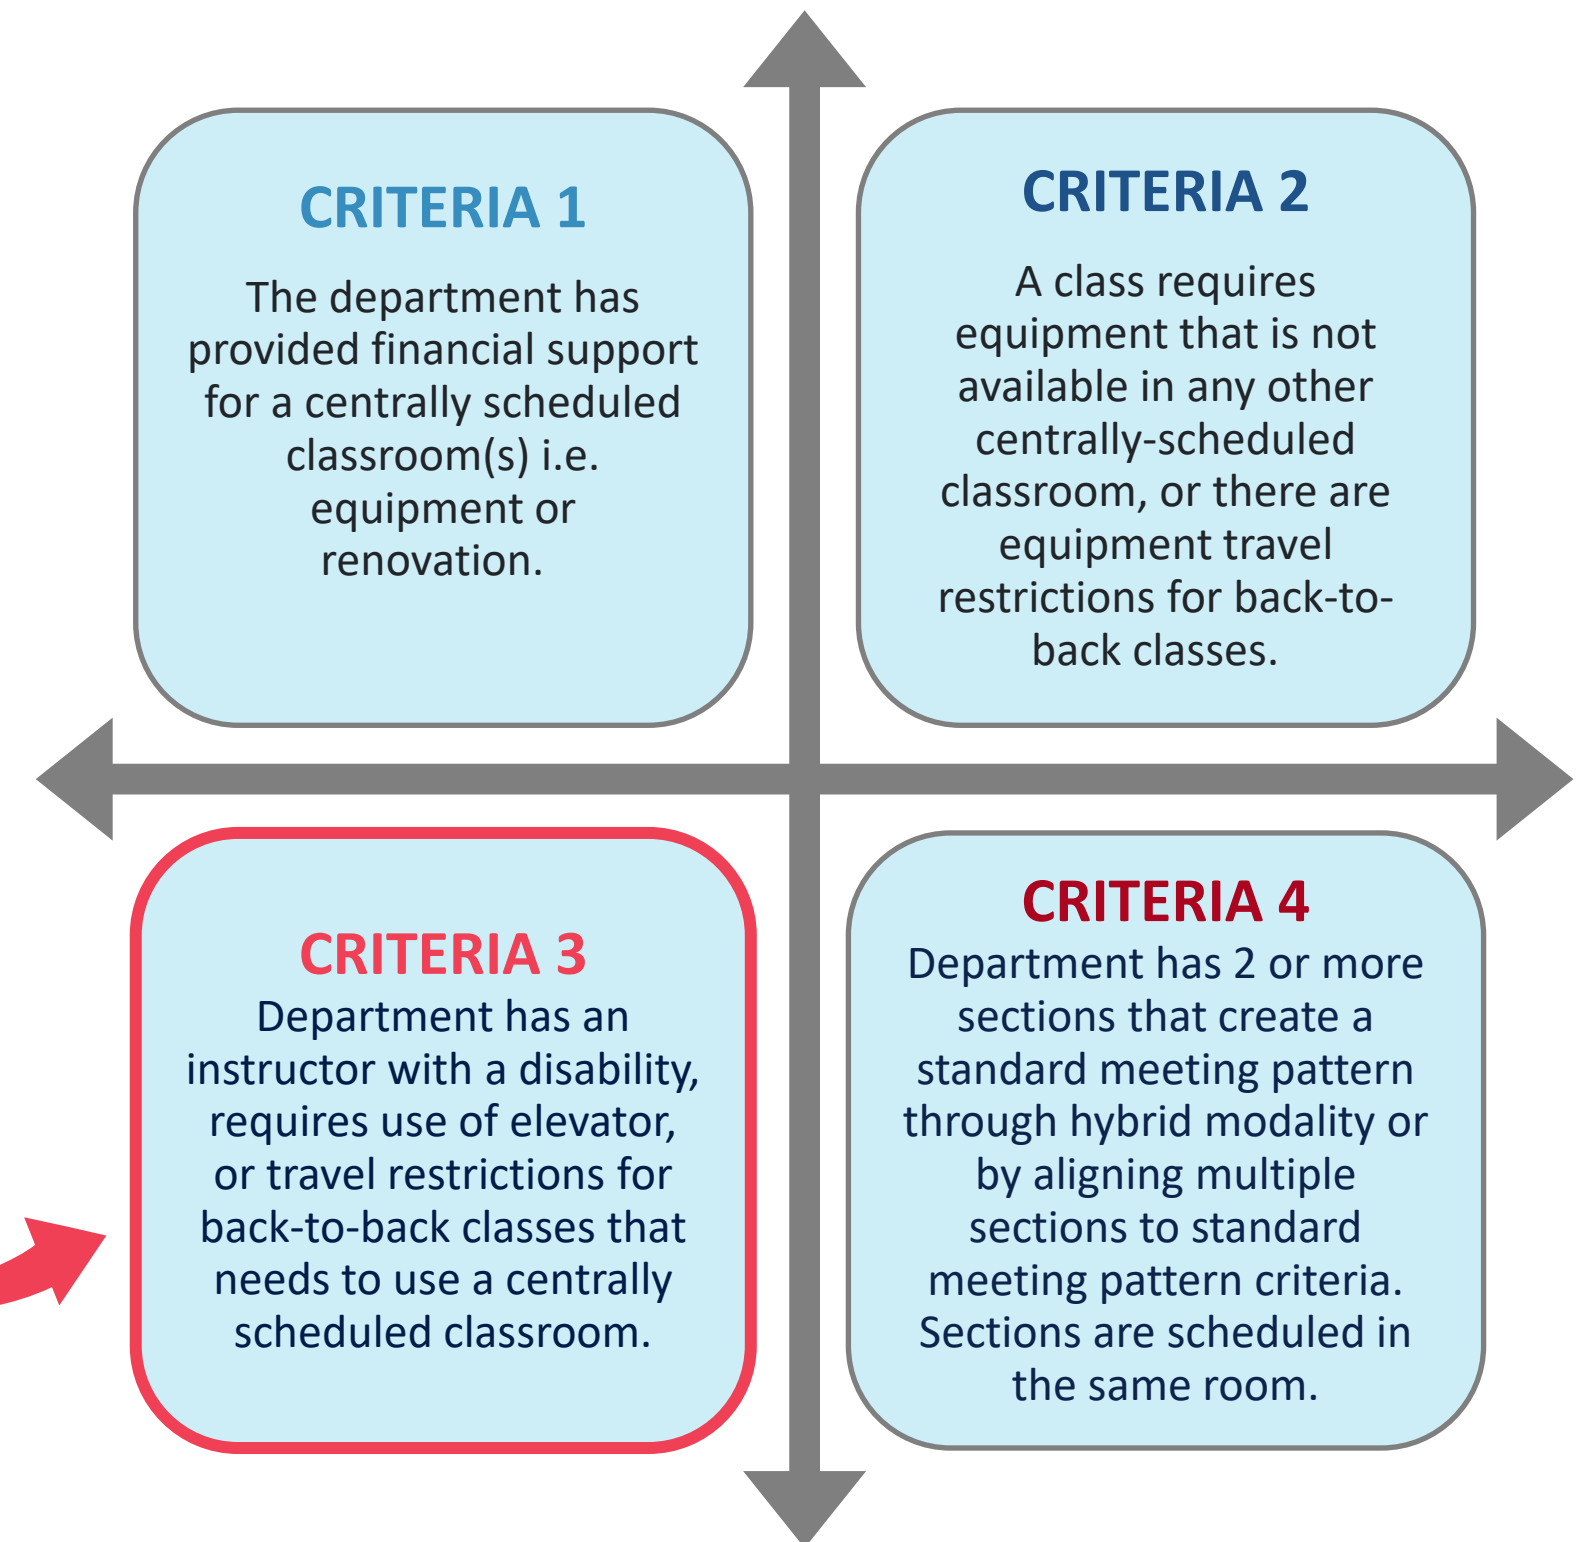 CRITERIA 1
The department has
provided financial support
for a centrally scheduled
classroom(s) i.e.
equipment or
renovation.
CRITERIA 2
A class requires
equipment that is not
available in any other
centrally-scheduled
classroom, or there are
equipment travel
restrictions for back-to-
back classes.
CRITERIA 3
Department has an
instructor with a disability,
requires use of elevator,
or travel restrictions for
back-to-back classes that
needs to use a centrally
scheduled classroom.
CRITERIA 4
Department has 2 or more
sections that create a
standard meeting pattern
through hybrid modality or
by aligning multiple
sections to standard
meeting pattern criteria.
Sections are scheduled in
the same room.